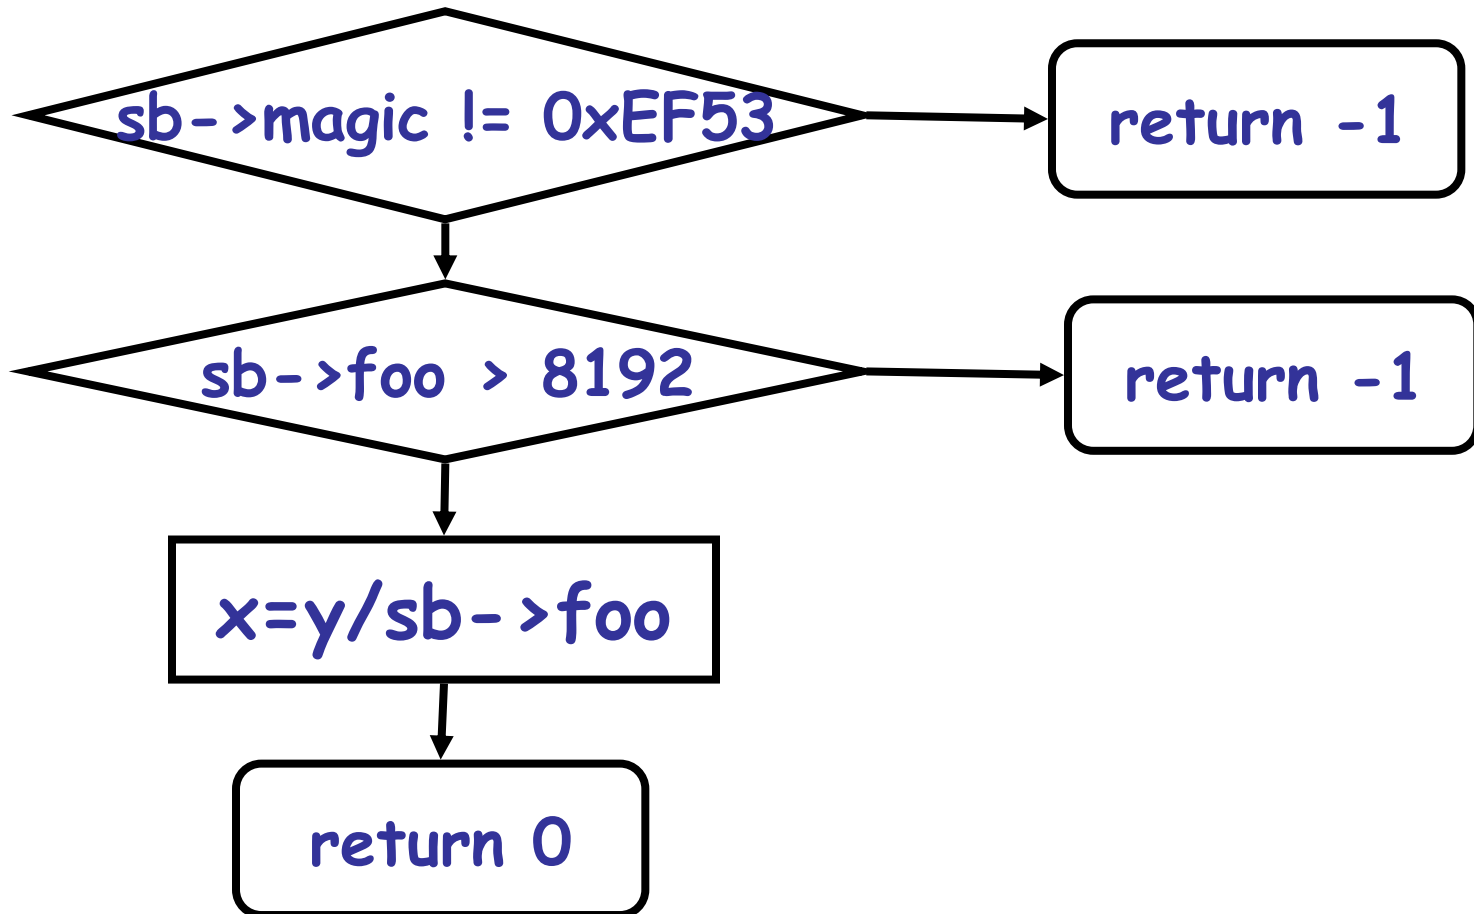 sb->magic != 0xEF53
return -1
sb->foo > 8192
return -1
x=y/sb->foo
return 0